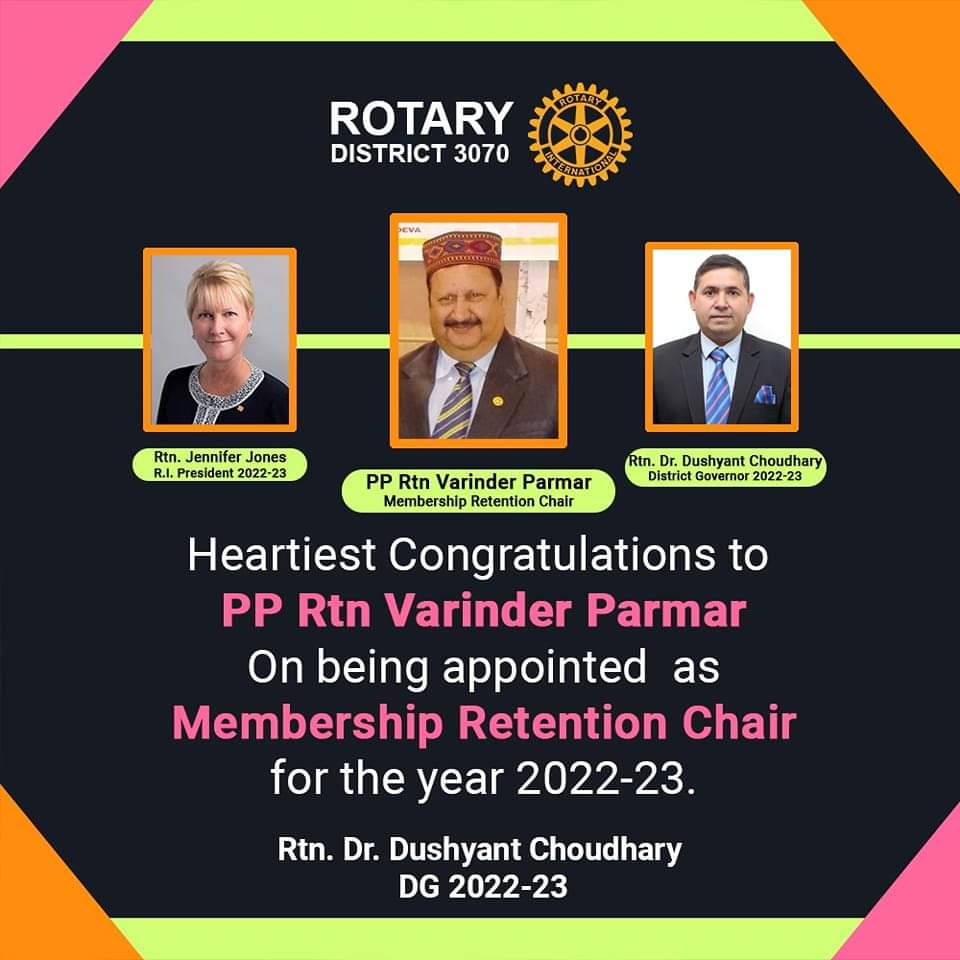 ROTARY
DISTRICT 3070
ROTARY
INTERNATIONAL
DEVA
Rtn. Jennifer Jones
R.I. President 2022-23
PP Rtn Varinder Parmar
Membership Retention Chair
Rtn. Dr. Dushyant Choudhary
District Governor 2022-23
Heartiest Congratulations to
PP Rtn Varinder Parmar
On being appointed as
Membership Retention Chair
for the year 2022-23.
Rtn. Dr. Dushyant Choudhary
DG 2022-23